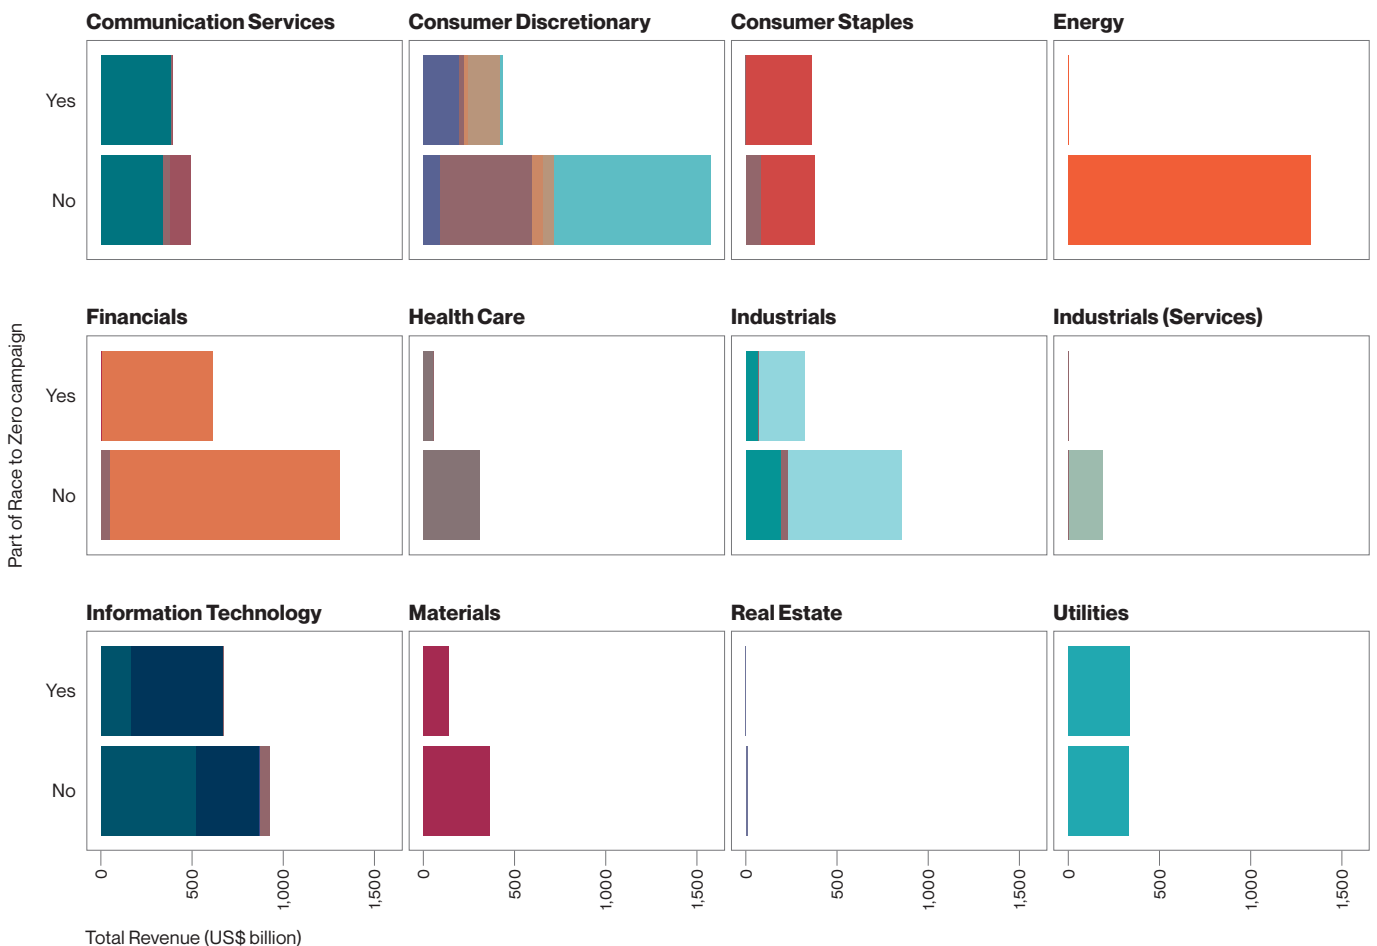 Communication Services
Consumer Discretionary
Consumer Staples
Energy
Yes
No
Part of Race to Zero campaign
Financials
Health Care
Industrials
Industrials (Services)
Yes
No
Information Technology
Materials
Real Estate
Utilities
Yes
No
0
500
1,000
1,500
0
500
1,000
1,500
0
500
1,000
1,500
0
500
1,000
1,500
Total Revenue (US$ billion)